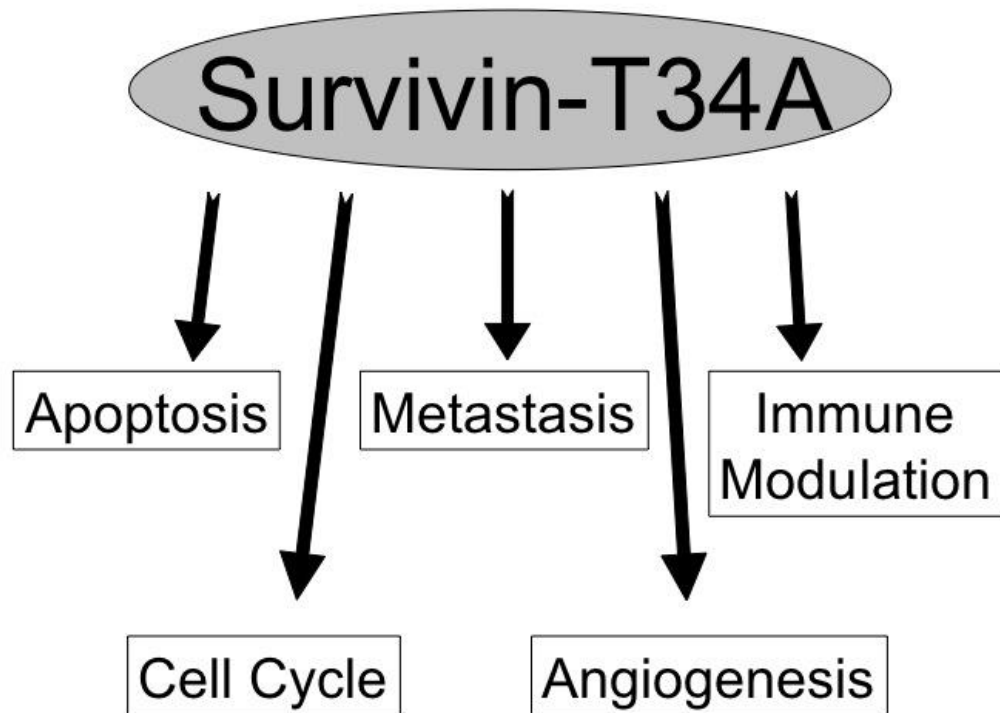 Survivin-T34A
Apoptosis
Metastasis
Immune
Modulation
Cell Cycle
Angiogenesis